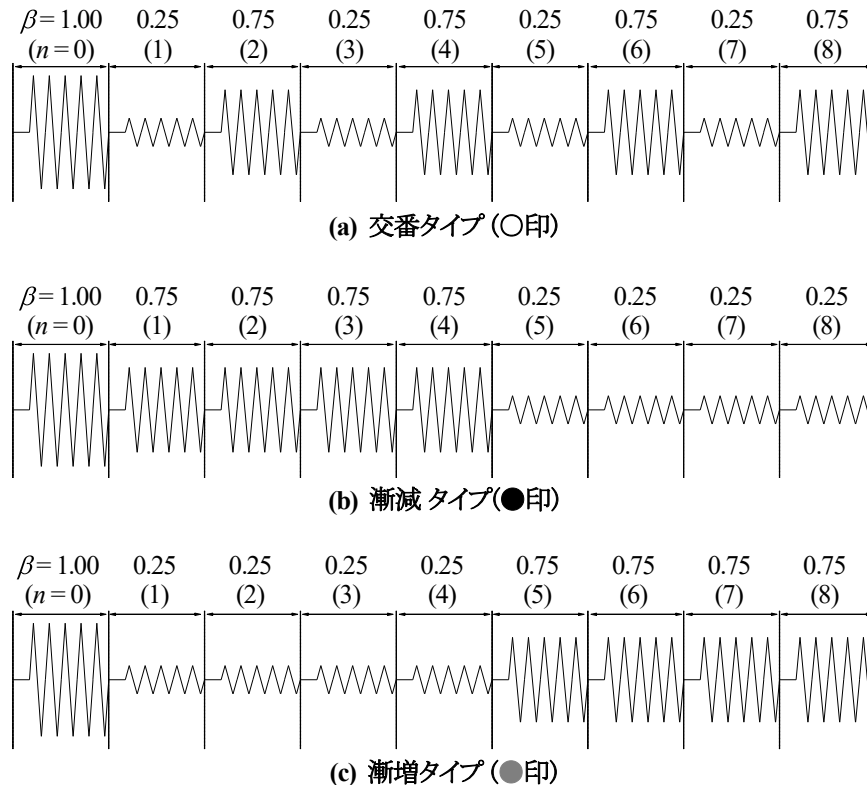 β=1.00 0.25 0.75 0.25 0.75 0.25 0.75 0.25 0.75
(n=0) (1) (2) (3) (4) (5) (6) (7) (8)
(a) 交番タイプ (○印)
β=1.00 0.75 0.75 0.75 0.75 0.25 0.25 0.25 0.25
(n=0) (1) (2) (3) (4) (5) (6) (7) (8)
(b) 漸減 タイプ(●印)
β=1.00 0.25 0.25 0.25 0.25 0.75 0.75 0.75 0.75
(n=0) (1) (2) (3) (4) (5) (6) (7) (8)
(c) 漸増タイプ (●印)